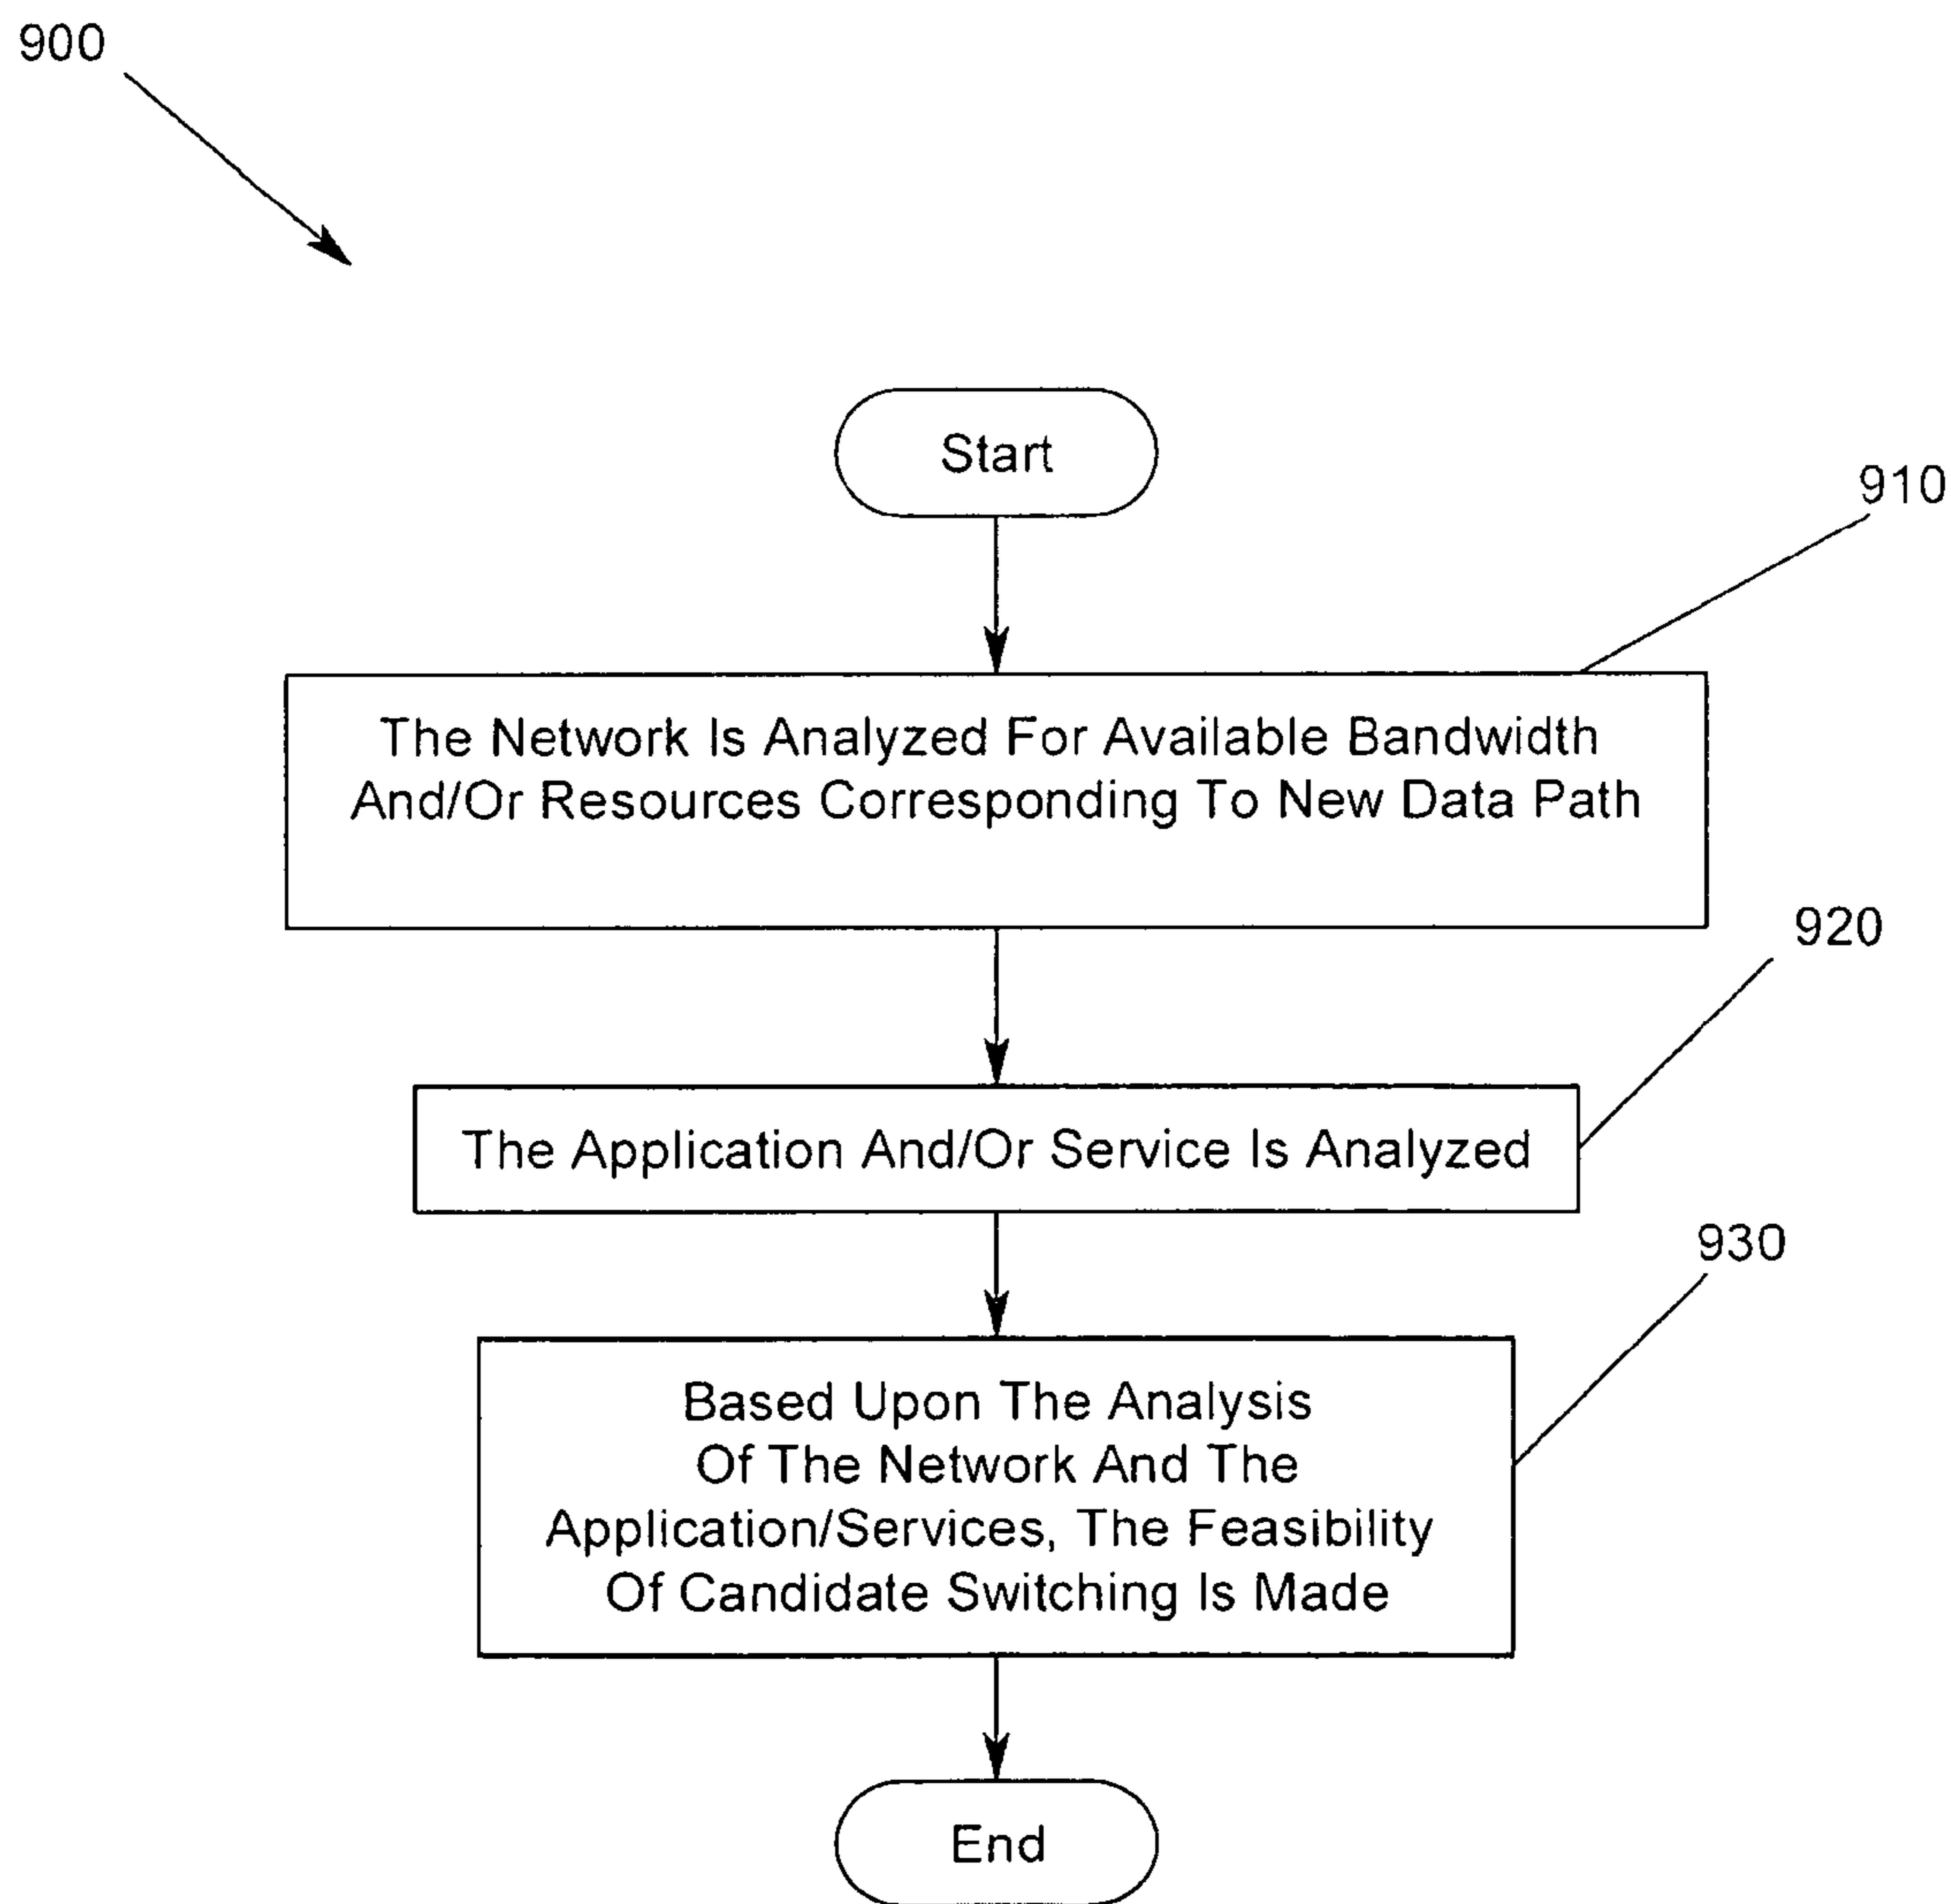 900
Start
910
The Network Is Analyzed For Available Bandwidth
And/Or Resources Corresponding To New Data Path
920
The Application And/Or Service Is Analyzed
930
Based Upon The Analysis
Of The Network And The
Application/Services, The Feasibility
Of Candidate Switching Is Made
End